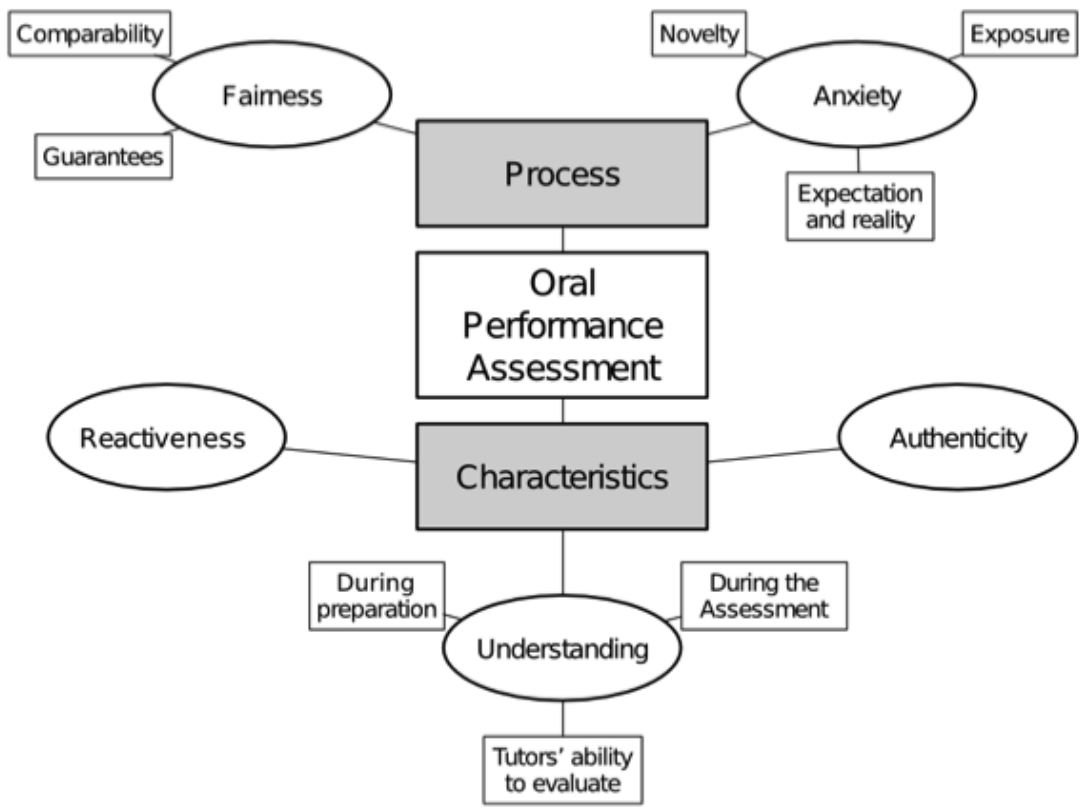 Comparability
Novelty
Exposure
Fairness
Anxiety
Guarantees
Process
Expectation
and reality
Oral
Performance
Assessment
Reactiveness
Authenticity
Characteristics
During
preparation
During the
Assessment
Understanding
Tutors’ ability
to evaluate